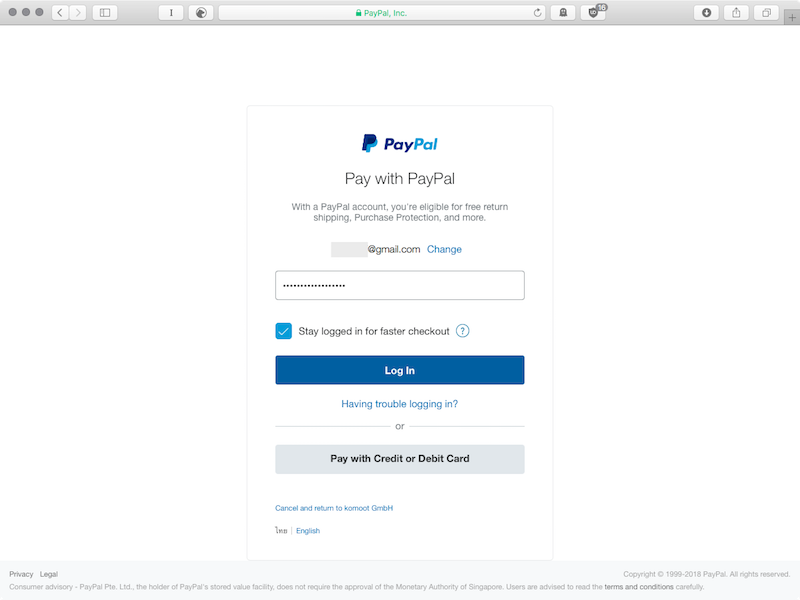 PayPal, Inc.
16
PayPal
Pay with PayPal
With a PayPal account, you're eligible for free return
shipping, Purchase Protection, and more.
@gmail.com Change
••••••••••••••••••
Stay logged in for faster checkout ?
Log In
Having trouble logging in?
or
Pay with Credit or Debit Card
Cancel and return to komoot GmbH
ไทย | English
Privacy Legal
Copyright © 1999-2018 PayPal. All rights reserved.
Consumer advisory - PayPal Pte. Ltd., the holder of PayPal's stored value facility, does not require the approval of the Monetary Authority of Singapore. Users are advised to read the terms and conditions carefully.